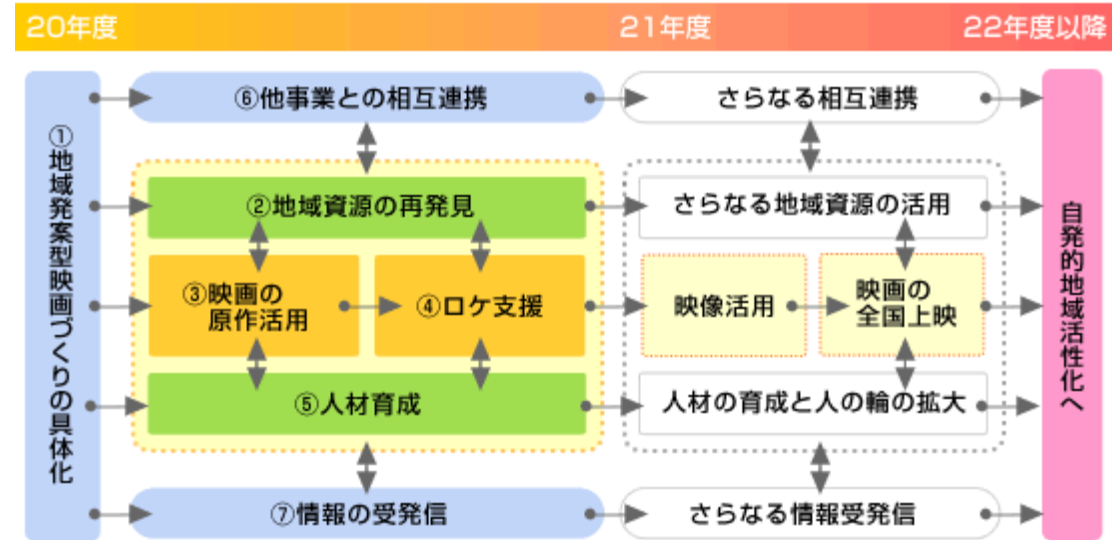 20年度
21年度
22年度以降
①地域発案型映画づくりの具体化
⑥他事業との相互連携
さらなる相互連携
②地域資源の再発見
さらなる地域資源の活用
③映画の
原作活用
④ロケ支援
映像活用
映画の
全国上映
⑤人材育成
人材の育成と人の輪の拡大
⑦情報の受発信
さらなる情報受発信
自発的地域活性化へ